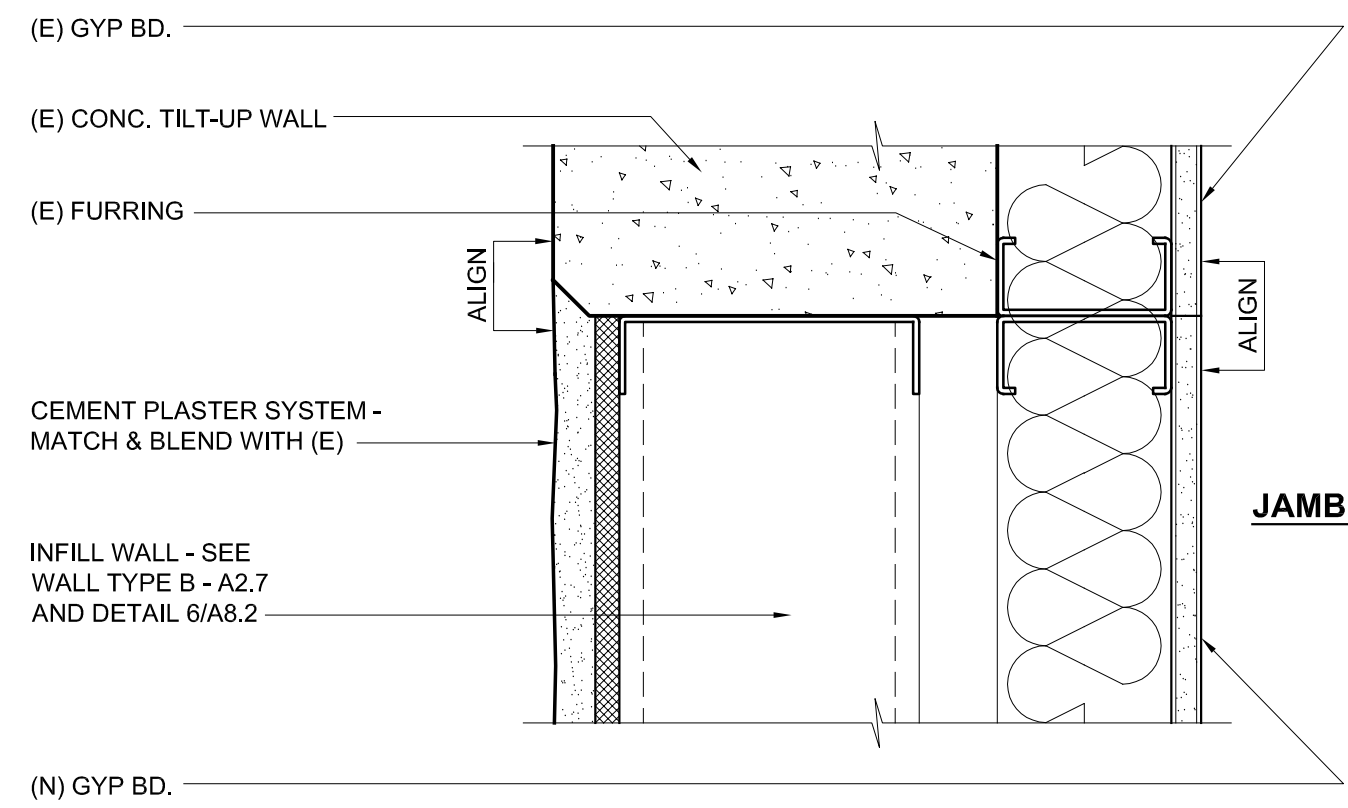 (E) GYP BD.
(E) CONC. TILT-UP WALL
(E) FURRING
ALIGN
ALIGN
CEMENT PLASTER SYSTEM -
MATCH & BLEND WITH (E)
JAMB
INFILL WALL - SEE
WALL TYPE B - A2.7
AND DETAIL 6/A8.2
(N) GYP BD.